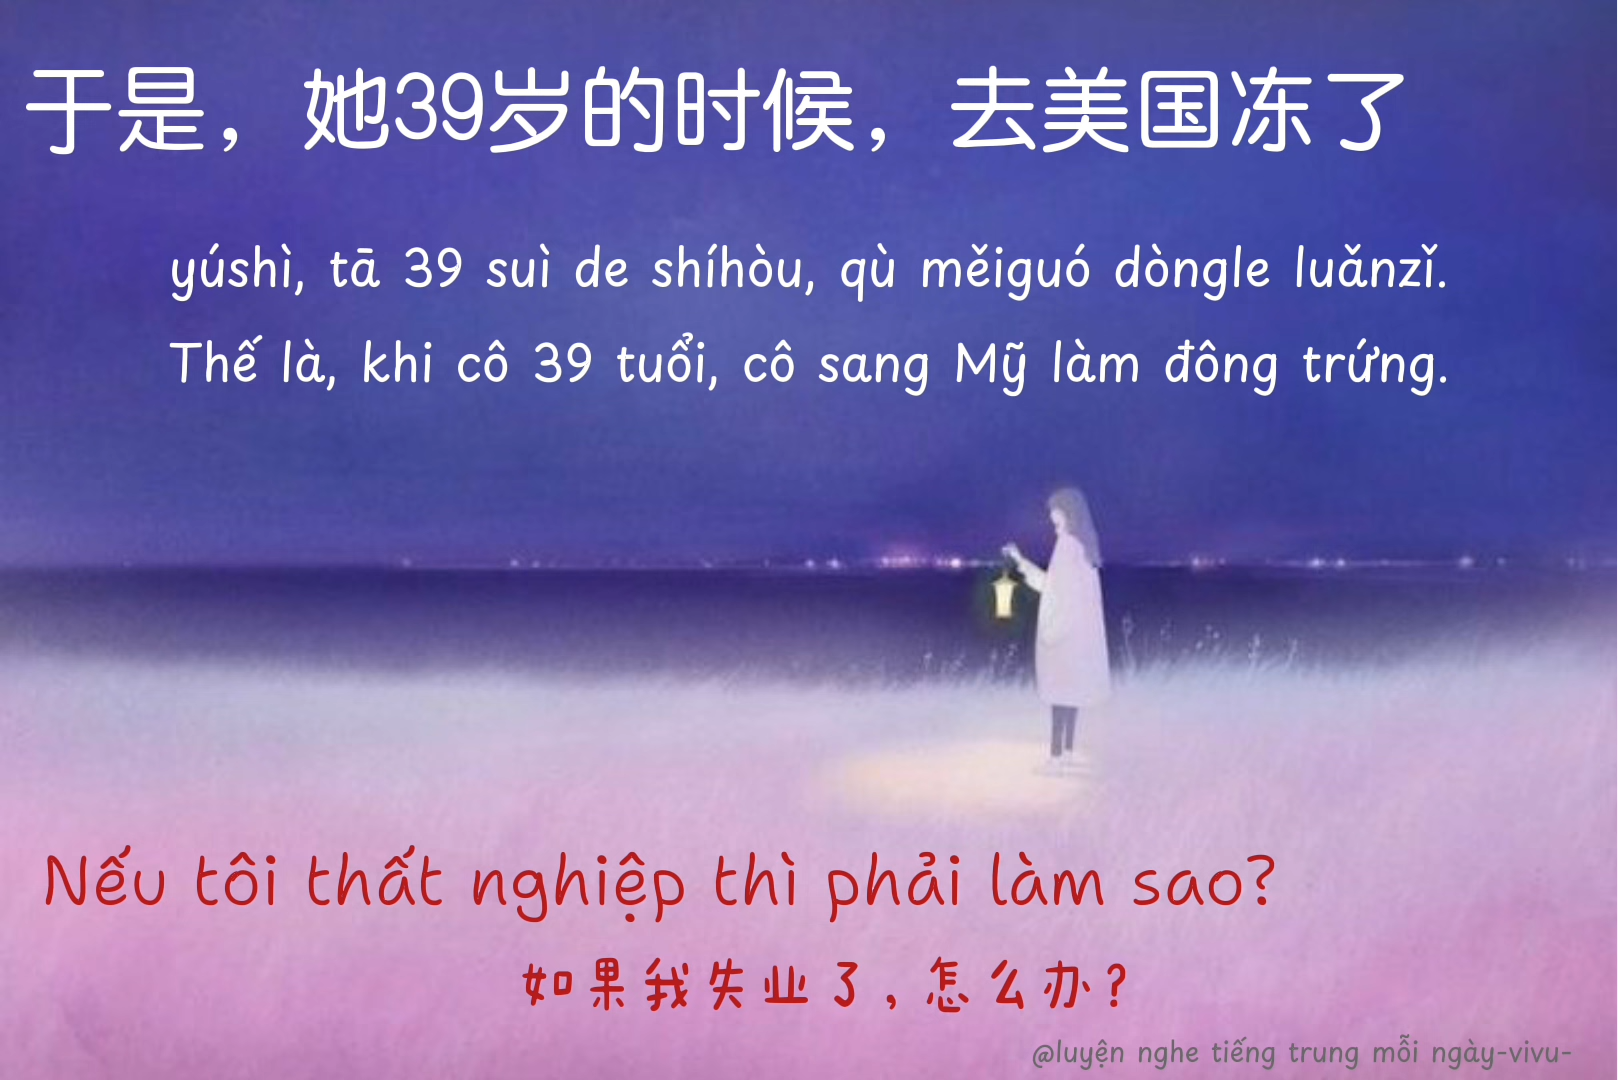 于是，她39岁的时候，去美国冻了
yúshì, tā 39 suì de shíhòu, qù měiguó dòngle luǎnzǐ.
Thế là, khi cô 39 tuổi, cô sang Mỹ làm đông trứng.
Nếu tôi thất nghiệp thì phải làm sao?
如果我失业了,怎么办?
@luyện nghe tiếng trung mỗi ngày-vivu-